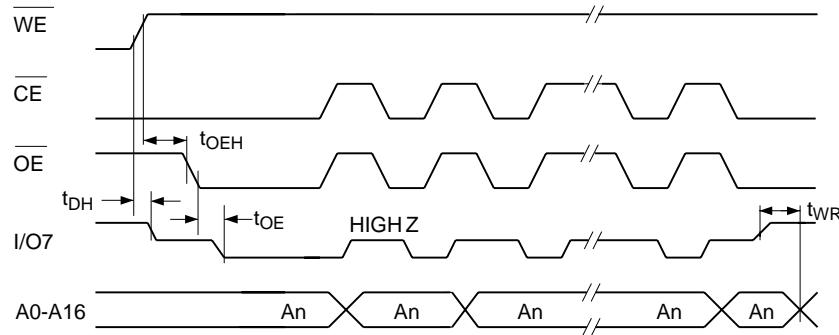 WE
CE
tOEH
OE
tDH
tOE
HIGH Z
tWR
I/O7
A0-A16 An An An An An